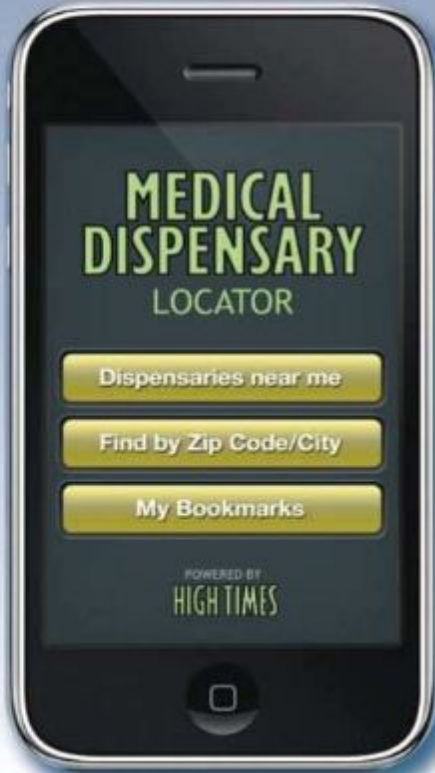 MEDICAL
DISPENSARY
LOCATOR
Dispensaries near me
Find by Zip Code/City
My Bookmarks
POWERED BY
HIGH TIMES